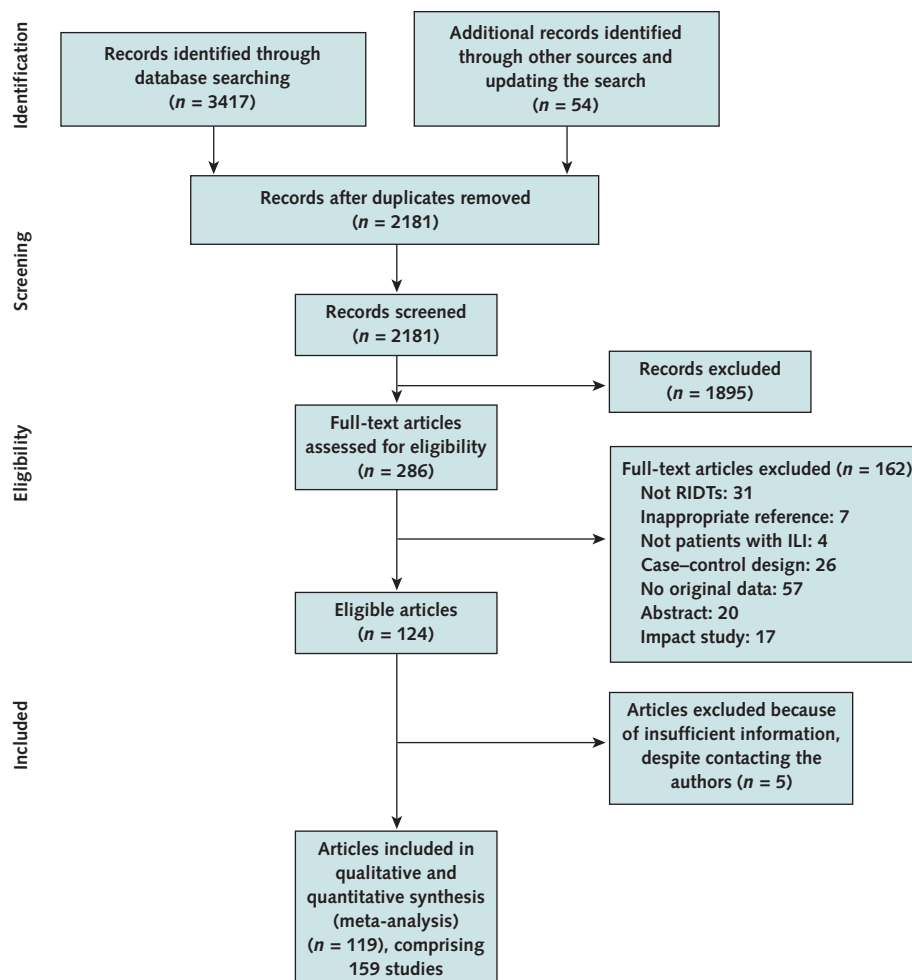 Identification
Records identified through
database searching
(n = 3417)
Additional records identified
through other sources and
updating the search
(n = 54)
Records after duplicates removed
(n = 2181)
Screening
Records screened
(n = 2181)
Records excluded
(n = 1895)
Eligibility
Full-text articles
assessed for eligibility
(n = 286)
Full-text articles excluded (n = 162)
Not RIDTs: 31
Inappropriate reference: 7
Not patients with ILI: 4
Case–control design: 26
No original data: 57
Abstract: 20
Impact study: 17
Eligible articles
(n = 124)
Included
Articles excluded because
of insufficient information,
despite contacting the
authors (n = 5)
Articles included in
qualitative and
quantitative synthesis
(meta-analysis)
(n = 119), comprising
159 studies